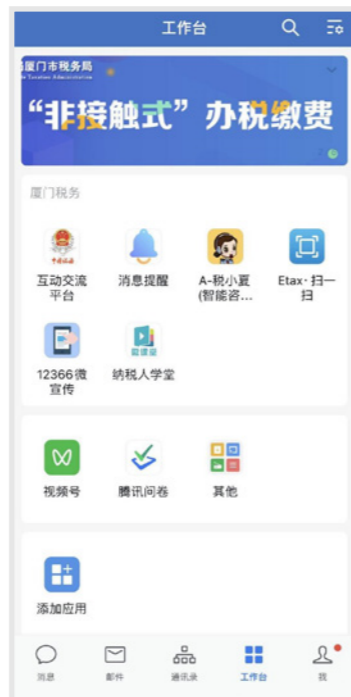 工作台
厦门市税务局
“非接触式”办税缴费
厦门税务
互动交流
平台
消息提醒
A-税小夏
(智能咨...
Etax·扫一
扫
12366微
宣传
纳税人学堂
视频号
腾讯问卷
其他
添加应用
消息
邮件
通讯录
工作台
我